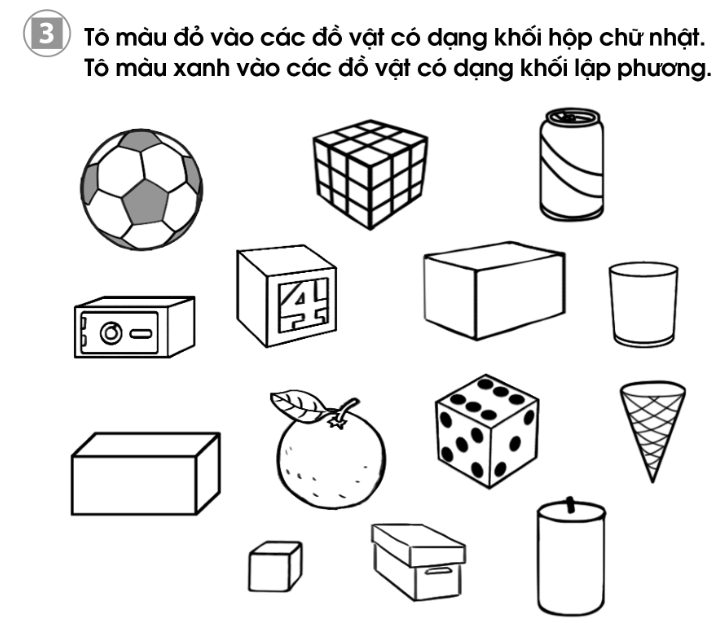 3 Tô màu đỏ vào các đồ vật có dạng khối hộp chữ nhật.
Tô màu xanh vào các đồ vật có dạng khối lập phương.
4